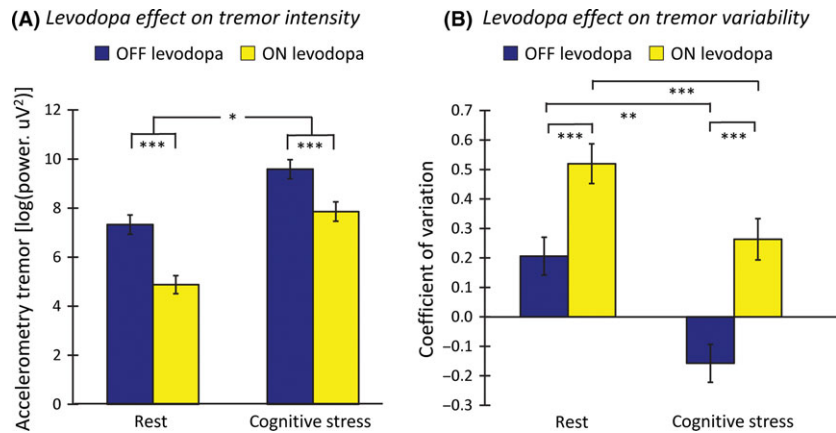 (A) Levodopa effect on tremor intensity
OFF levodopa ON levodopa
Accelerometry tremor [log(power. uV²)]
12
10
8
6
4
2
0
*
***
***
Rest
Cognitive stress
(B) Levodopa effect on tremor variability
OFF levodopa ON levodopa
Coefficient of variation
0.7
0.6
0.5
0.4
0.3
0.2
0.1
0.0
–0.1
–0.2
–0.3
***
**
***
***
Rest
Cognitive stress